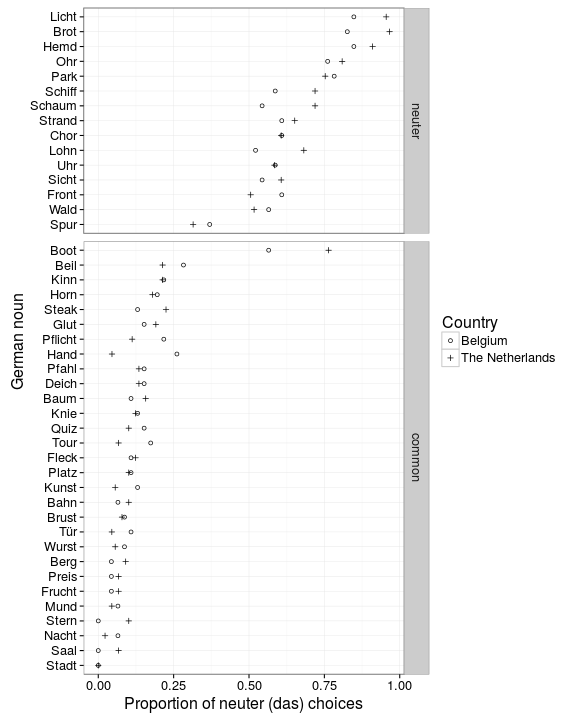 Licht
Brot
Hemd
Ohr
Park
Schiff
Schaum
Strand
Chor
Lohn
Uhr
Sicht
Front
Wald
Spur
neuter
Boot
Beil
Kinn
Horn
Steak
Glut
Pflicht
Hand
Pfahl
Deich
Baum
Knie
Quiz
Tour
Fleck
Platz
Kunst
Bahn
Brust
Tür
Wurst
Berg
Preis
Frucht
Mund
Stern
Nacht
Saal
Stadt
common
German noun
0.00 0.25 0.50 0.75 1.00
Proportion of neuter (das) choices
Country
Belgium
The Netherlands